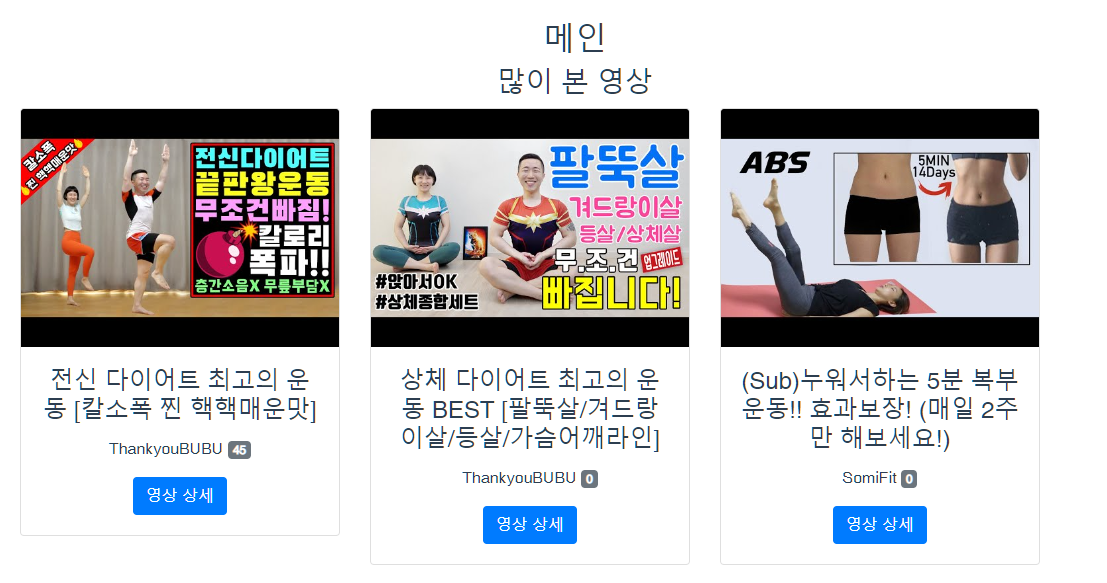 메인
많이 본 영상
칼소폭
찐 핵핵매운맛
전신다이어트
끝판왕운동
무조건빠짐!
칼로리
폭파!!
층간소음X 무릎부담X
전신 다이어트 최고의 운
동 [칼소폭 찐 핵핵매운맛]
ThankyouBUBU 45
영상 상세
팔뚝살
겨드랑이살
등살/상체살
무.조.건 업그레이드
빠집니다!
#앉아서OK
#상체종합세트
상체 다이어트 최고의 운
동 BEST [팔뚝살/겨드랑
이살/등살/가슴어깨라인]
ThankyouBUBU 0
영상 상세
ABS
5MIN
14Days
(Sub)누워서하는 5분 복부
운동!! 효과보장! (매일 2주
만 해보세요!)
SomiFit 0
영상 상세